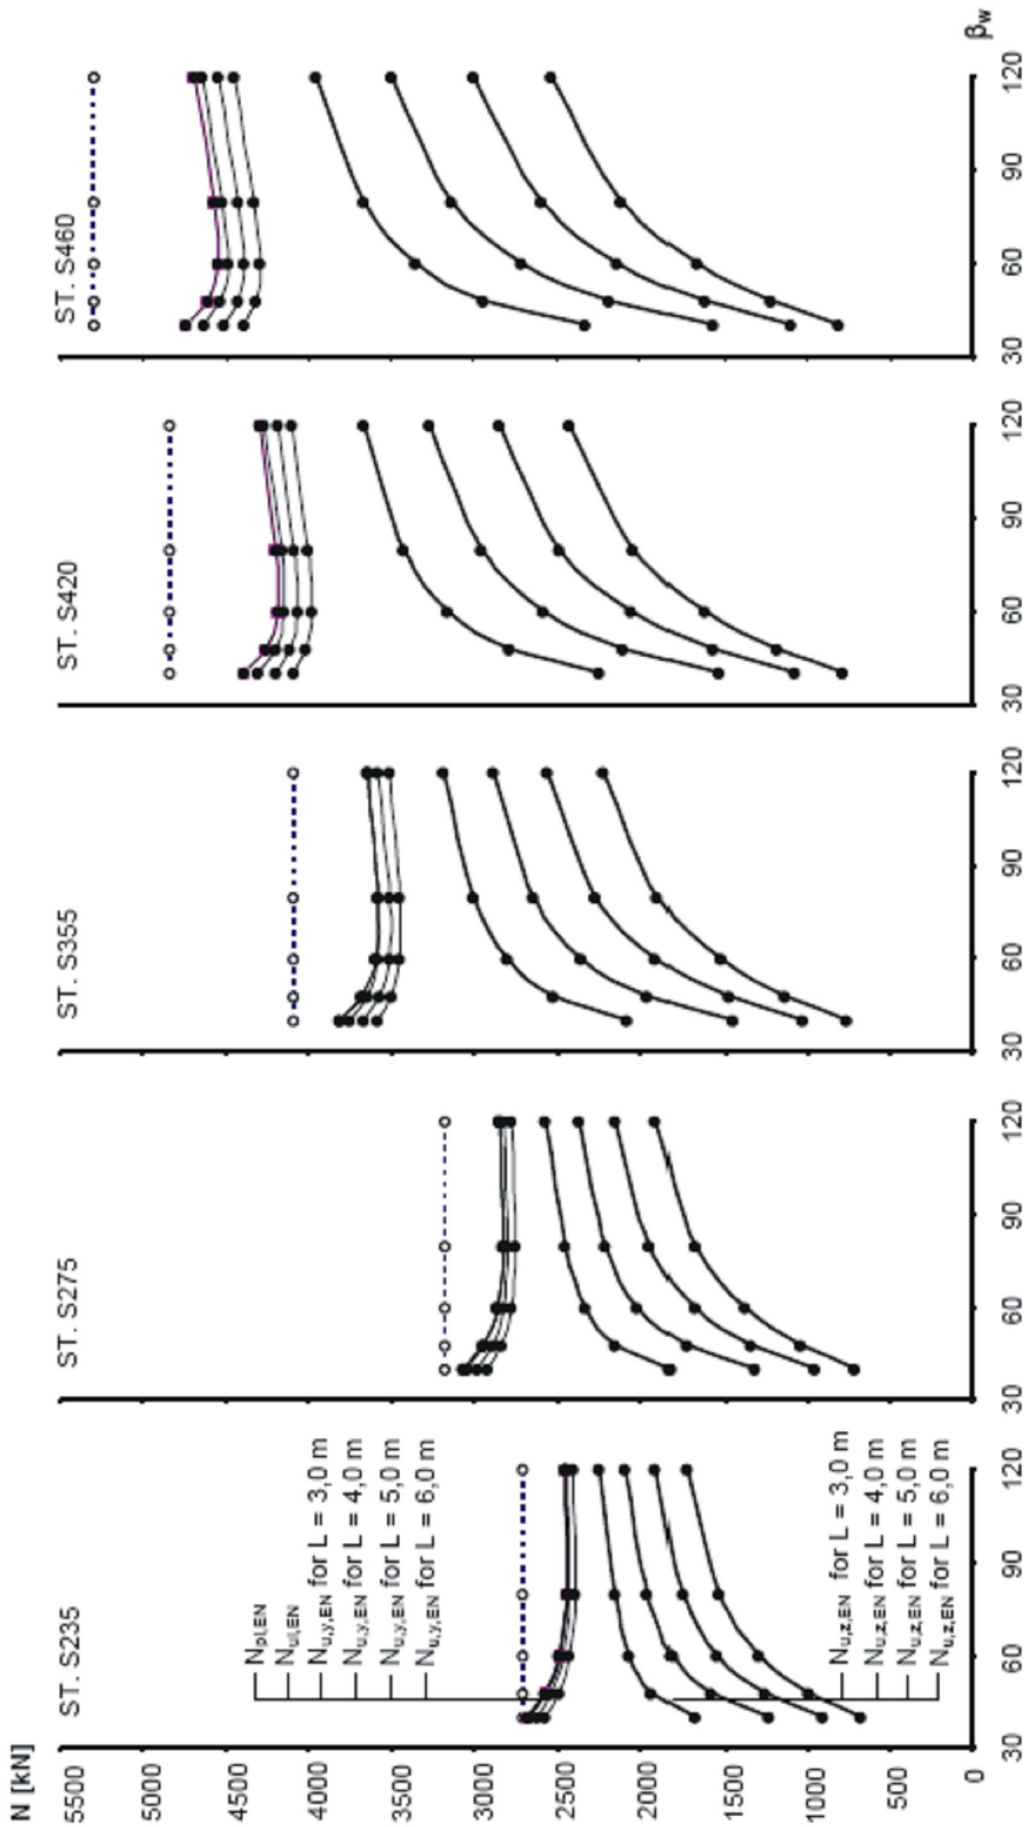 N [kN]
5500
5000
4500
4000
3500
3000
2500
2000
1500
1000
500
0
ST. S235
N_pl,EN
N_ul,EN
N_u,y,EN for L = 3,0 m
N_u,y,EN for L = 4,0 m
N_u,y,EN for L = 5,0 m
N_u,y,EN for L = 6,0 m
N_u,z,EN for L = 3,0 m
N_u,z,EN for L = 4,0 m
N_u,z,EN for L = 5,0 m
N_u,z,EN for L = 6,0 m
30 60 90 120
ST. S275
30 60 90 120
ST. S355
30 60 90 120
ST. S420
30 60 90 120
ST. S460
30 60 90 120
β_w